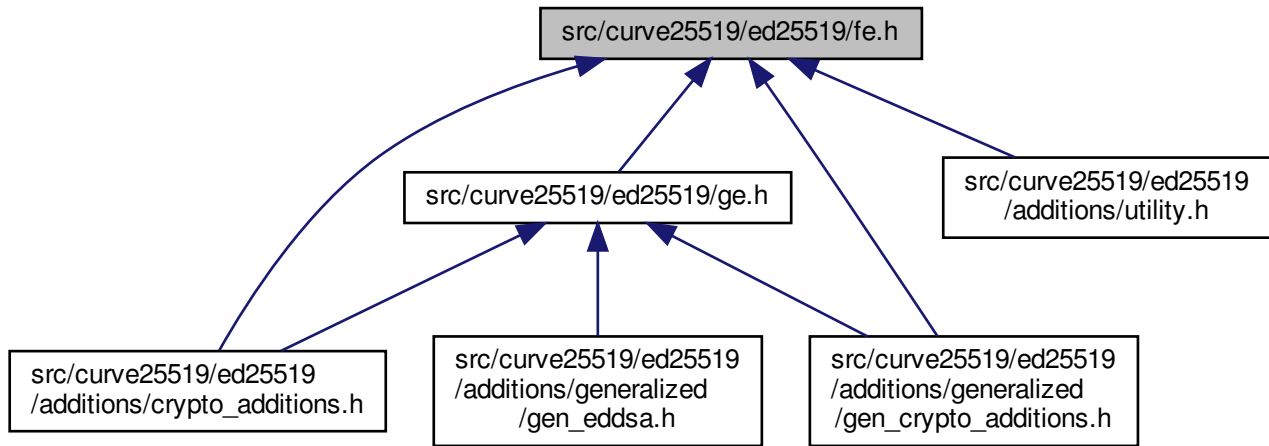 src/curve25519/ed25519/fe.h
src/curve25519/ed25519/ge.h
src/curve25519/ed25519
/additions/utility.h
src/curve25519/ed25519
/additions/crypto_additions.h
src/curve25519/ed25519
/additions/generalized
/gen_eddsa.h
src/curve25519/ed25519
/additions/generalized
/gen_crypto_additions.h